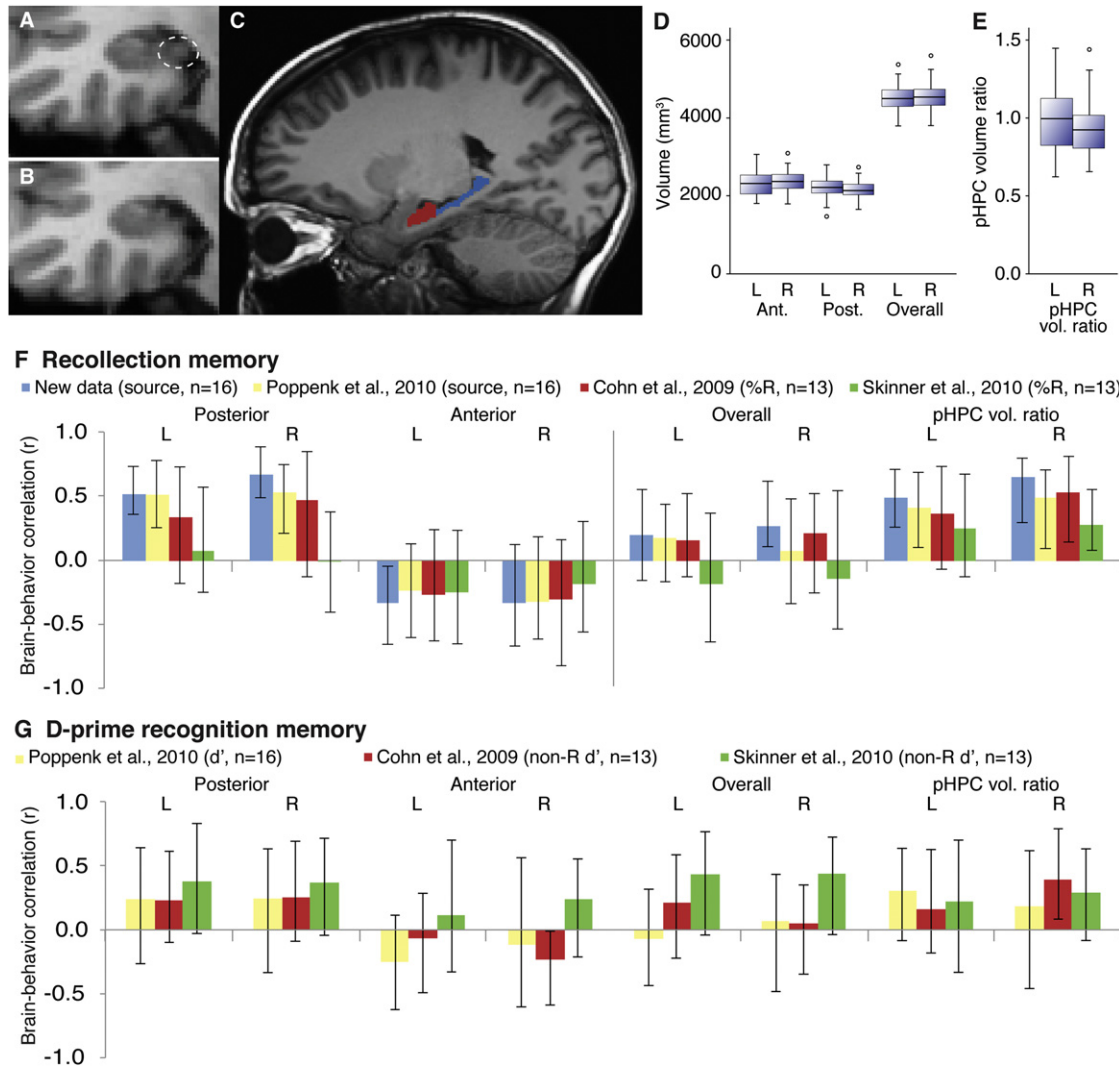 A
B
C
D
Volume (mm³)
6000
4000
2000
0
L R L R L R
Ant. Post. Overall
E
pHPC volume ratio
1.5
1.0
0.5
0.0
L R
pHPC
vol. ratio
F Recollection memory
New data (source, n=16) Poppenk et al., 2010 (source, n=16) Cohn et al., 2009 (%R, n=13) Skinner et al., 2010 (%R, n=13)
Posterior Anterior Overall pHPC vol. ratio
L R L R L R L R
Brain-behavior correlation (r)
1.0
0.5
0.0
-0.5
-1.0
G D-prime recognition memory
Poppenk et al., 2010 (d’, n=16) Cohn et al., 2009 (non-R d’, n=13) Skinner et al., 2010 (non-R d’, n=13)
Posterior Anterior Overall pHPC vol. ratio
L R L R L R L R
Brain-behavior correlation (r)
1.0
0.5
0.0
-0.5
-1.0